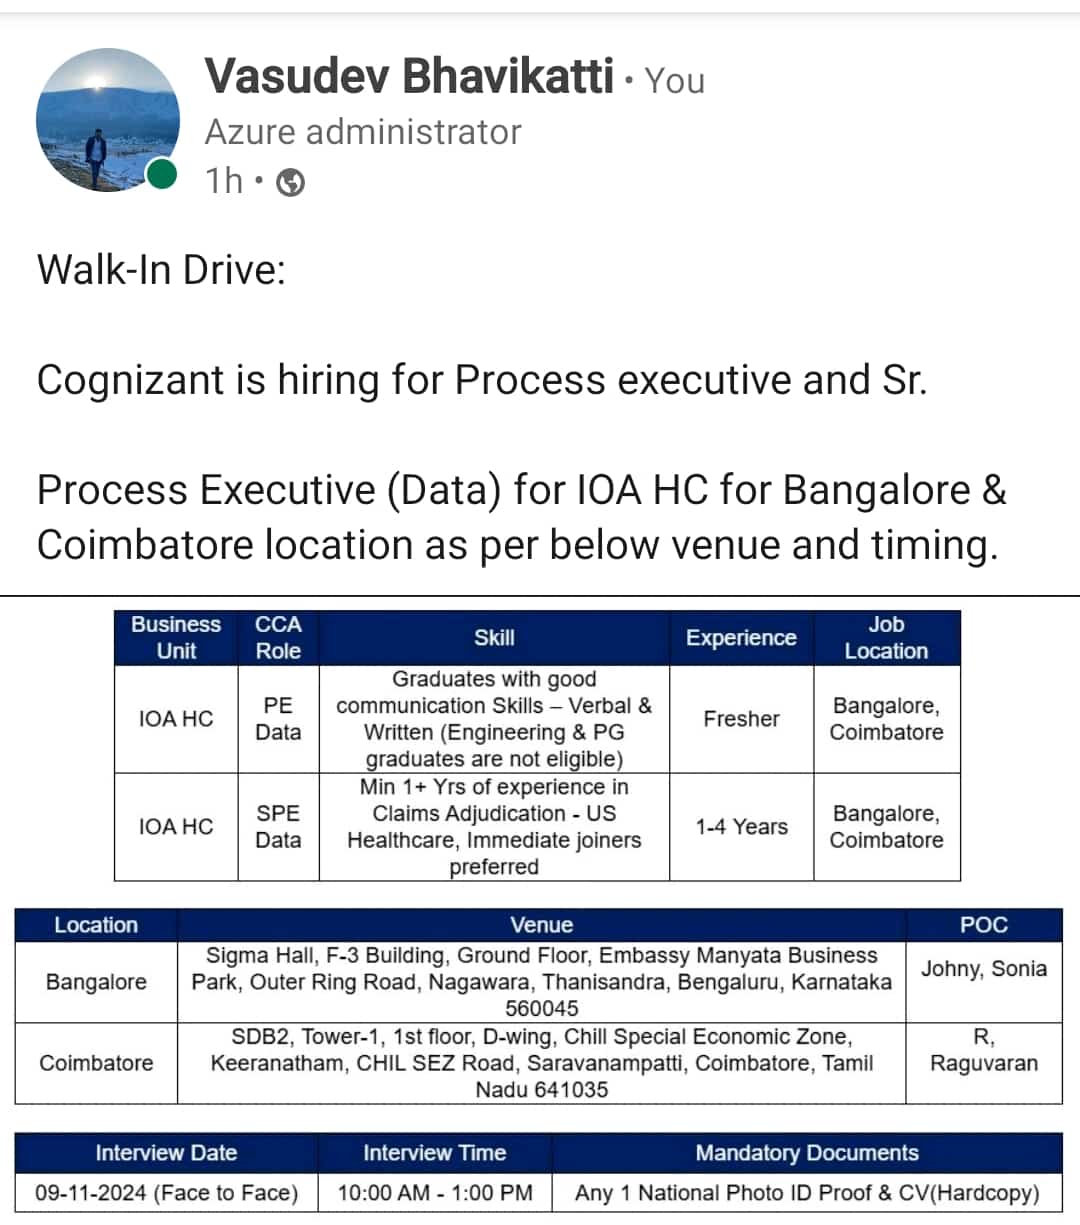 Vasudev Bhavikatti • You
Azure administrator
1h •
Walk-In Drive:
Cognizant is hiring for Process executive and Sr.
Process Executive (Data) for IOA HC for Bangalore &
Coimbatore location as per below venue and timing.
Business Unit | CCA Role | Skill | Experience | Job Location
IOA HC | PE Data | Graduates with good communication Skills – Verbal & Written (Engineering & PG graduates are not eligible) | Fresher | Bangalore, Coimbatore
IOA HC | SPE Data | Min 1+ Yrs of experience in Claims Adjudication - US Healthcare, Immediate joiners preferred | 1-4 Years | Bangalore, Coimbatore
Location | Venue | POC
Bangalore | Sigma Hall, F-3 Building, Ground Floor, Embassy Manyata Business Park, Outer Ring Road, Nagawara, Thanisandra, Bengaluru, Karnataka 560045 | Johny, Sonia
Coimbatore | SDB2, Tower-1, 1st floor, D-wing, Chill Special Economic Zone, Keeranatham, CHIL SEZ Road, Saravanampatti, Coimbatore, Tamil Nadu 641035 | R, Raguvaran
Interview Date | Interview Time | Mandatory Documents
09-11-2024 (Face to Face) | 10:00 AM - 1:00 PM | Any 1 National Photo ID Proof & CV(Hardcopy)